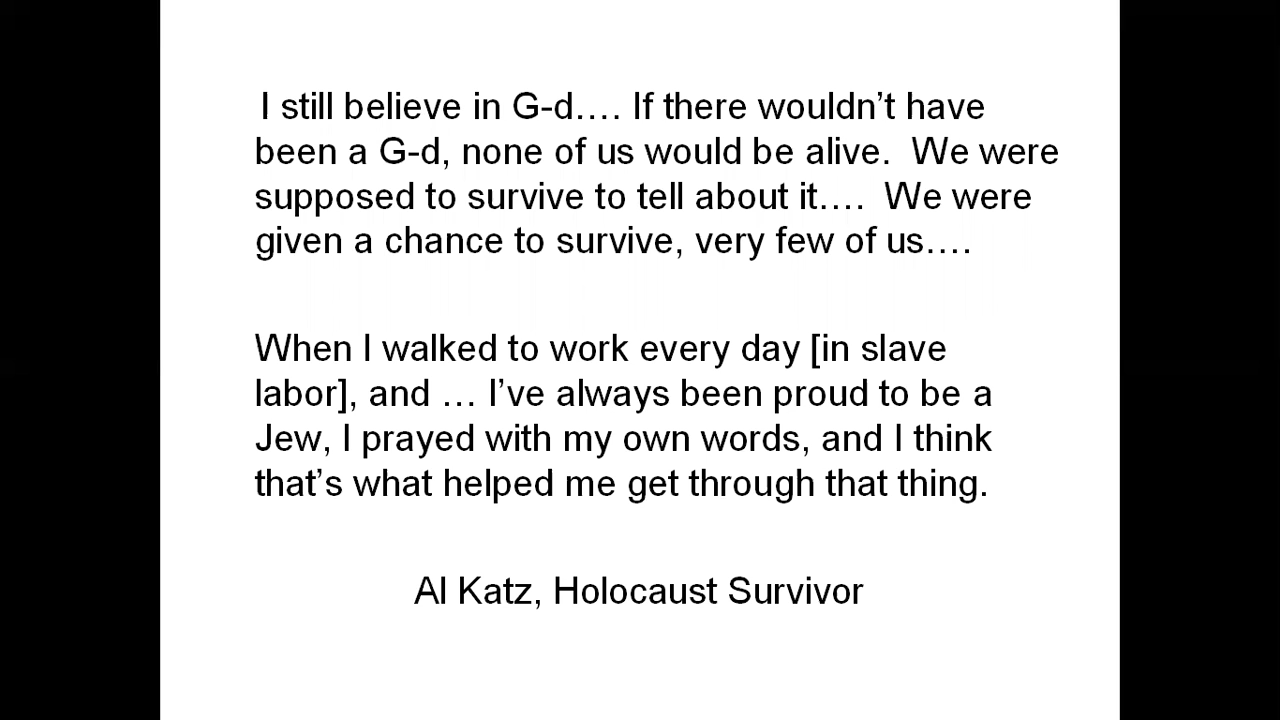 I still believe in G-d…. If there wouldn’t have
been a G-d, none of us would be alive.  We were
supposed to survive to tell about it….  We were
given a chance to survive, very few of us….
When I walked to work every day [in slave
labor], and … I’ve always been proud to be a
Jew, I prayed with my own words, and I think
that’s what helped me get through that thing.
Al Katz, Holocaust Survivor